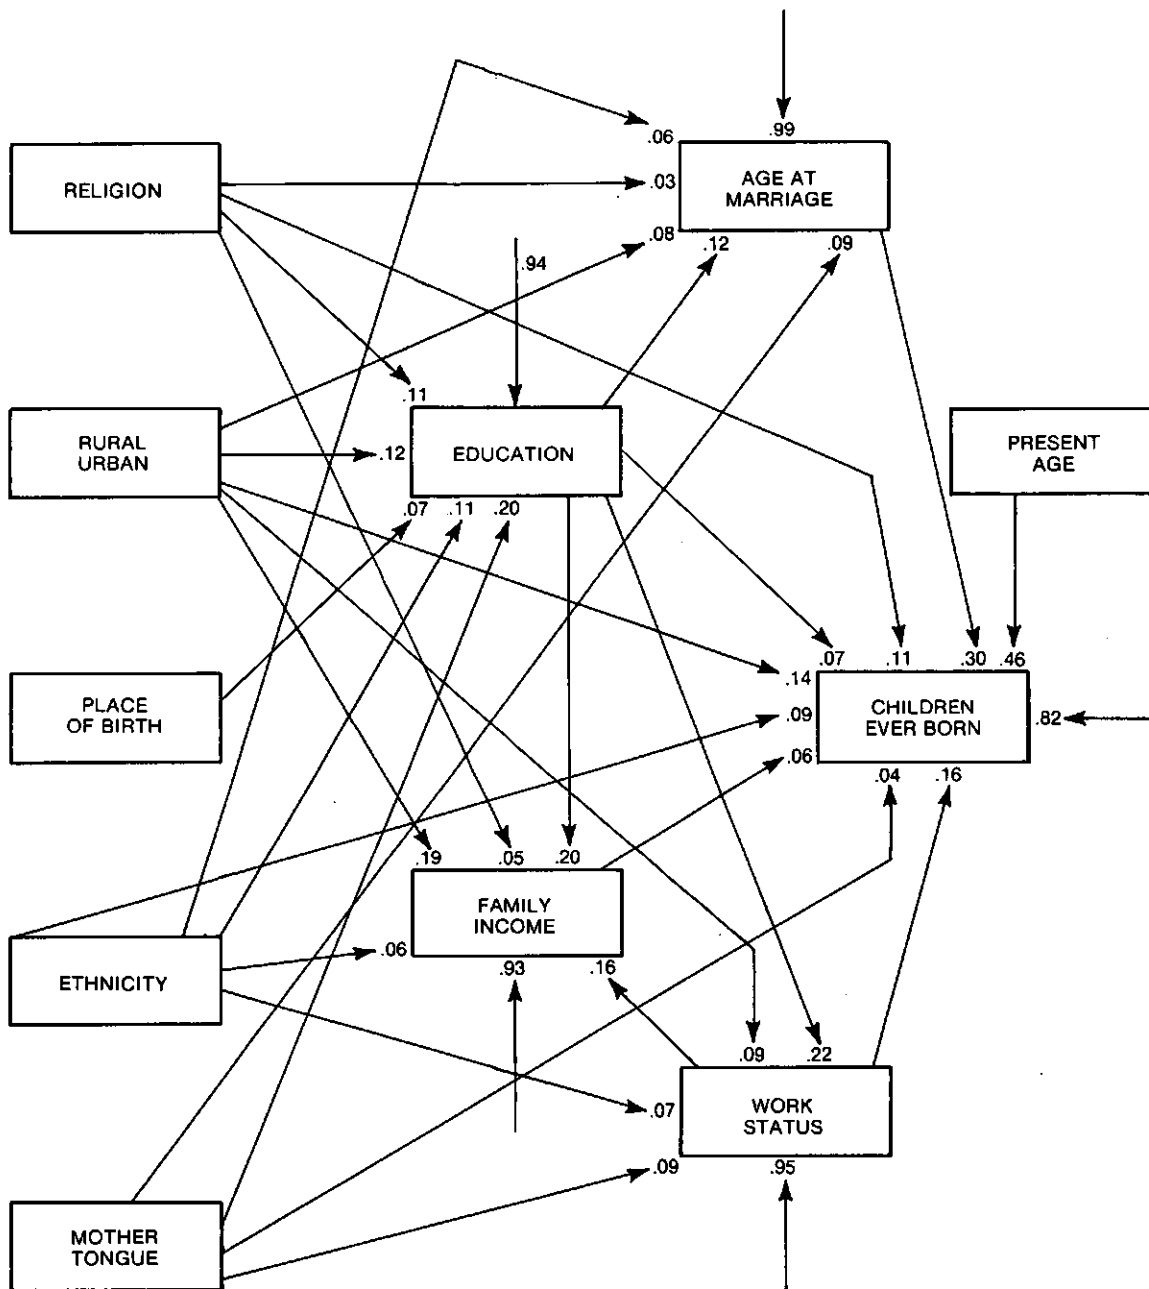 .06
.99
RELIGION
.03
AGE AT
MARRIAGE
.08
.12
.09
.94
.11
RURAL
URBAN
.12
EDUCATION
PRESENT
AGE
.07
.11
.20
.07
.11
.30
.46
.14
PLACE
OF BIRTH
.09
CHILDREN
EVER BORN
.82
.06
.04
.16
.19
.05
.20
FAMILY
INCOME
.06
.93
.16
ETHNICITY
.09
.22
.07
WORK
STATUS
.09
.95
MOTHER
TONGUE